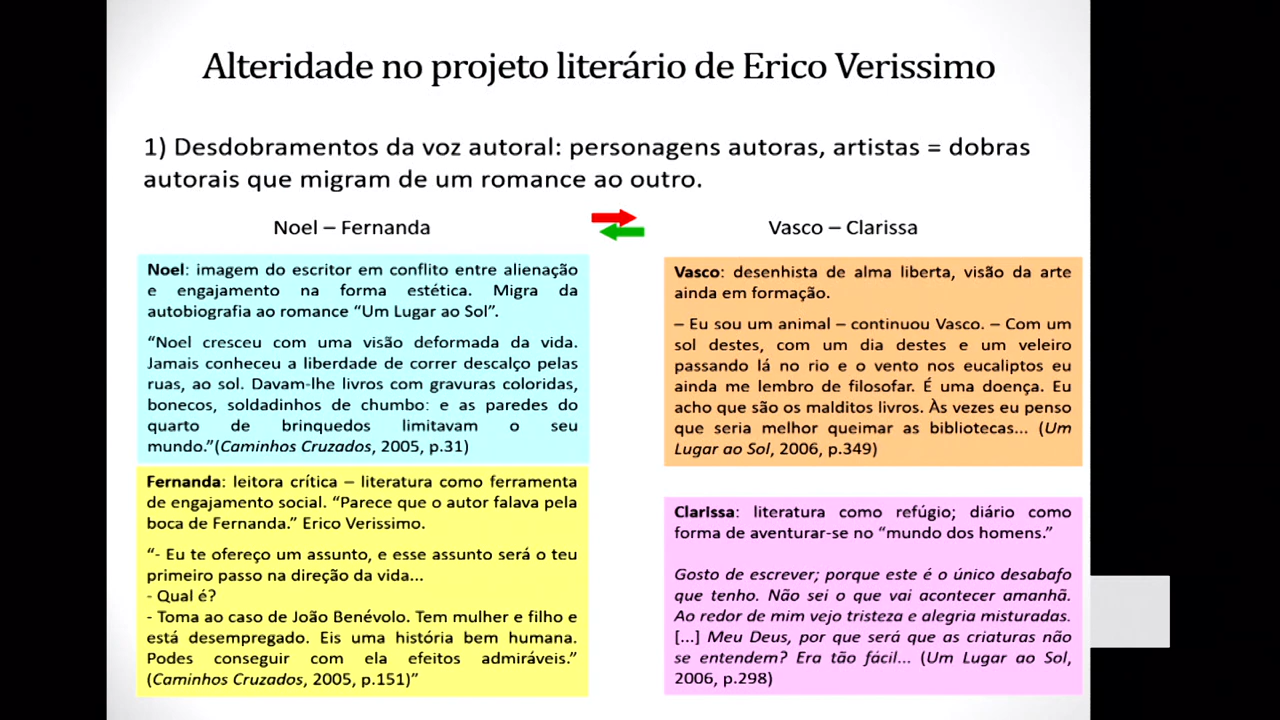 Alteridade no projeto literário de Erico Verissimo
1) Desdobramentos da voz autoral: personagens autoras, artistas = dobras
autorais que migram de um romance ao outro.
Noel – Fernanda
Noel: imagem do escritor em conflito entre alienação
e engajamento na forma estética. Migra da
autobiografia ao romance “Um Lugar ao Sol”.
“Noel cresceu com uma visão deformada da vida.
Jamais conheceu a liberdade de correr descalço pelas
ruas, ao sol. Davam-lhe livros com gravuras coloridas,
bonecos, soldadinhos de chumbo: e as paredes do
quarto de brinquedos limitavam o seu
mundo.”(Caminhos Cruzados, 2005, p.31)
Fernanda: leitora crítica – literatura como ferramenta
de engajamento social. “Parece que o autor falava pela
boca de Fernanda.” Erico Verissimo.
“- Eu te ofereço um assunto, e esse assunto será o teu
primeiro passo na direção da vida...
- Qual é?
- Toma ao caso de João Benévolo. Tem mulher e filho e
está desempregado. Eis uma história bem humana.
Podes conseguir com ela efeitos admiráveis.”
(Caminhos Cruzados, 2005, p.151)”
Vasco – Clarissa
Vasco: desenhista de alma liberta, visão da arte
ainda em formação.
– Eu sou um animal – continuou Vasco. – Com um
sol destes, com um dia destes e um veleiro
passando lá no rio e o vento nos eucaliptos eu
ainda me lembro de filosofar. É uma doença. Eu
acho que são os malditos livros. Às vezes eu penso
que seria melhor queimar as bibliotecas... (Um
Lugar ao Sol, 2006, p.349)
Clarissa: literatura como refúgio; diário como
forma de aventurar-se no “mundo dos homens.”
Gosto de escrever; porque este é o único desabafo
que tenho. Não sei o que vai acontecer amanhã.
Ao redor de mim vejo tristeza e alegria misturadas.
[...] Meu Deus, por que será que as criaturas não
se entendem? Era tão fácil... (Um Lugar ao Sol,
2006, p.298)